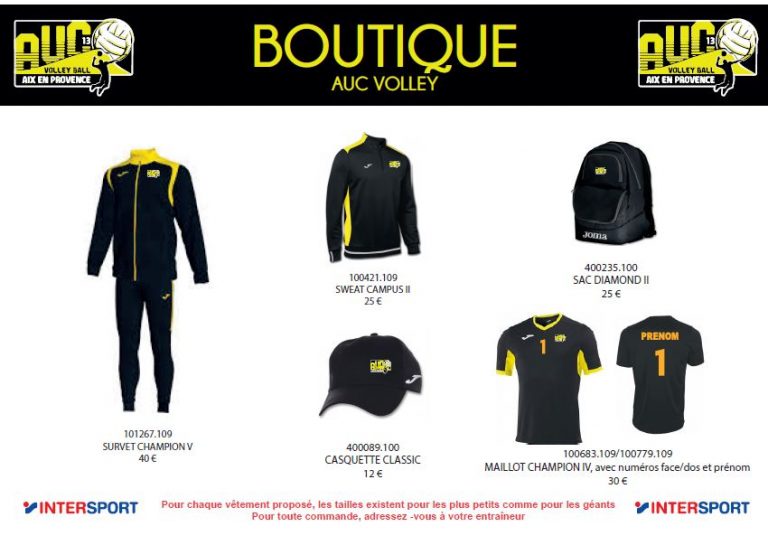 AUC 13
VOLLEY BALL
AIX EN PROVENCE
BOUTIQUE
AUC VOLLEY
AUC 13
VOLLEY BALL
AIX EN PROVENCE
Joma
100421.109
SWEAT CAMPUS II
25 €
400235.100
SAC DIAMOND II
25 €
1
PRENOM
1
101267.109
SURVET CHAMPION V
40 €
400089.100
CASQUETTE CLASSIC
12 €
100683.109/100779.109
MAILLOT CHAMPION IV, avec numéros face/dos et prénom
30 €
INTERSPORT
Pour chaque vêtement proposé, les tailles existent pour les plus petits comme pour les géants
Pour toute commande, adressez -vous à votre entraîneur
INTERSPORT